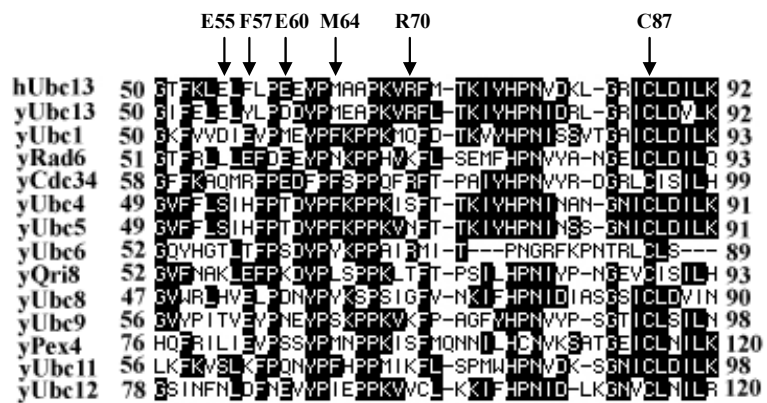 E55 F57 E60 M64 R70 C87
hUbc13 50 GTFKLELFLPEEYPMAAPKVRFM-TKIYHPNVDKL-GRICLDILK 92
yUbc13 50 GIFELELYLPDDYPMEAPKVRFL-TKIYHPNIDRL-GRICLDVLK 92
yUbc1 50 GKFVVDIEVPMEYPFKPPKMQFD-TKVYHPNISSVTGAICLDILK 93
yRad6 51 GTFRLLLEFDEEYPNKPPHVKFL-SEMFHPNVYA-NGEICLDILQ 93
yCdc34 58 GFFKAQMRFPEDFPFSPPQFRFT-PAIYHPNVYR-DGRLCISILH 99
yUbc4 49 GVFFLSIHFPTDYPFKPPKISFT-TKIYHPNINAN-GNICLDILK 91
yUbc5 49 GVFFLSIHFPTDYPFKPPKVNFT-TKIYHPNINSN-GNICLDILK 91
yUbc6 52 GQYHGTLTFPSDYPYKPPAIRMI-T---PNGRFKPNTRLCLS--- 89
yQri8 52 GVFNAKLEFPKDYPLSPPKLTFT-PSILHPNIYP-NGEVCISILH 93
yUbc8 47 GVWRLHVELPDNYPYKSPSIGFV-NKIFHPNIDIASGSICLDVIN 90
yUbc9 56 GVYPITVEYPNEYPSKPPKVKFP-AGFYHPNVYP-SGTICLSILN 98
yPex4 76 HQFRILIEVPSSYPMNPPKISFMQNNILHCNVKSATGEICLNILK 120
yUbc11 56 LKFKVSLKFPQNYPFHPPMIKFL-SPMWHPNVDK-SGNICLDILK 98
yUbc12 78 GSINFNLDFNEVYPIEPPKVVCL-KKIFHPNID-LKGNVCLNILR 120